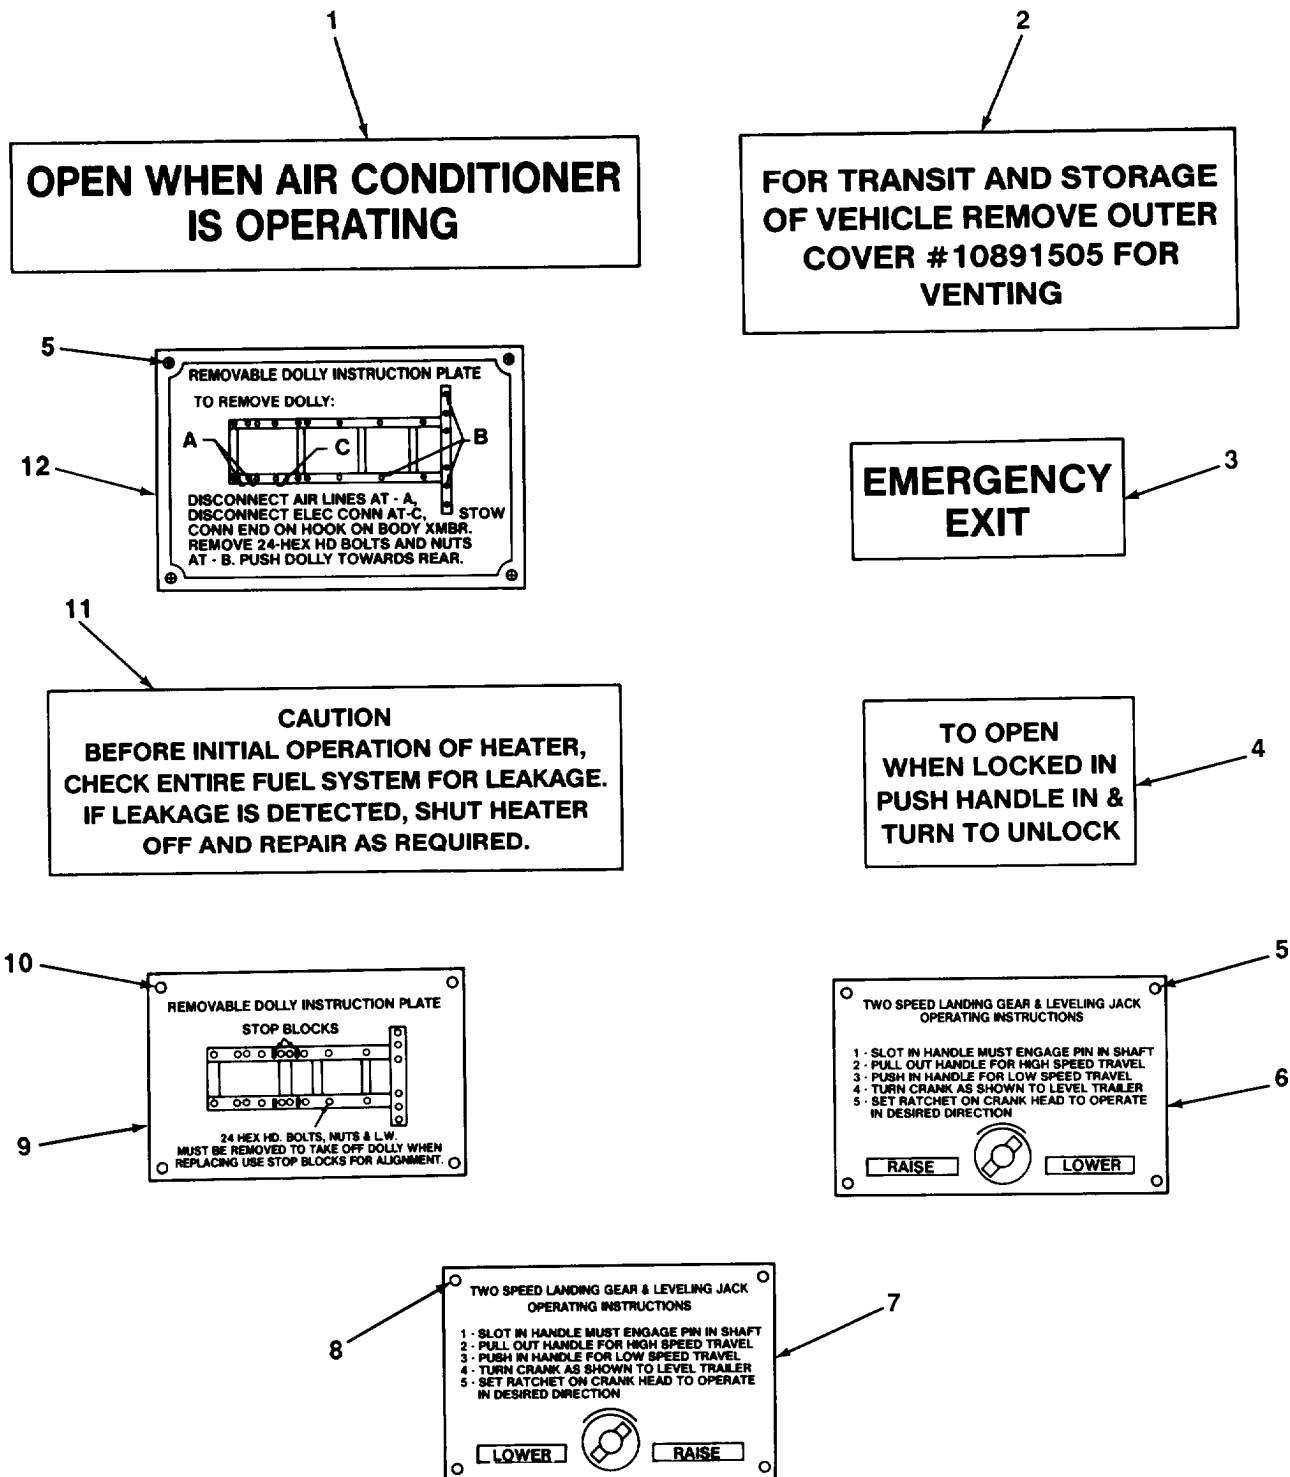 1
OPEN WHEN AIR CONDITIONER
IS OPERATING
2
FOR TRANSIT AND STORAGE
OF VEHICLE REMOVE OUTER
COVER #10891505 FOR
VENTING
5
12
REMOVABLE DOLLY INSTRUCTION PLATE
TO REMOVE DOLLY:
A
C
B
DISCONNECT AIR LINES AT - A,
DISCONNECT ELEC CONN AT-C, STOW
CONN END ON HOOK ON BODY XMBR.
REMOVE 24-HEX HD BOLTS AND NUTS
AT - B. PUSH DOLLY TOWARDS REAR.
EMERGENCY
EXIT
3
11
CAUTION
BEFORE INITIAL OPERATION OF HEATER,
CHECK ENTIRE FUEL SYSTEM FOR LEAKAGE.
IF LEAKAGE IS DETECTED, SHUT HEATER
OFF AND REPAIR AS REQUIRED.
TO OPEN
WHEN LOCKED IN
PUSH HANDLE IN &
TURN TO UNLOCK
4
10
9
REMOVABLE DOLLY INSTRUCTION PLATE
STOP BLOCKS
24 HEX HD. BOLTS, NUTS & L.W.
MUST BE REMOVED TO TAKE OFF DOLLY WHEN
REPLACING USE STOP BLOCKS FOR ALIGNMENT.
5
6
TWO SPEED LANDING GEAR & LEVELING JACK
OPERATING INSTRUCTIONS
1 - SLOT IN HANDLE MUST ENGAGE PIN IN SHAFT
2 - PULL OUT HANDLE FOR HIGH SPEED TRAVEL
3 - PUSH IN HANDLE FOR LOW SPEED TRAVEL
4 - TURN CRANK AS SHOWN TO LEVEL TRAILER
5 - SET RATCHET ON CRANK HEAD TO OPERATE
IN DESIRED DIRECTION
RAISE LOWER
8
7
TWO SPEED LANDING GEAR & LEVELING JACK
OPERATING INSTRUCTIONS
1 - SLOT IN HANDLE MUST ENGAGE PIN IN SHAFT
2 - PULL OUT HANDLE FOR HIGH SPEED TRAVEL
3 - PUSH IN HANDLE FOR LOW SPEED TRAVEL
4 - TURN CRANK AS SHOWN TO LEVEL TRAILER
5 - SET RATCHET ON CRANK HEAD TO OPERATE
IN DESIRED DIRECTION
LOWER RAISE